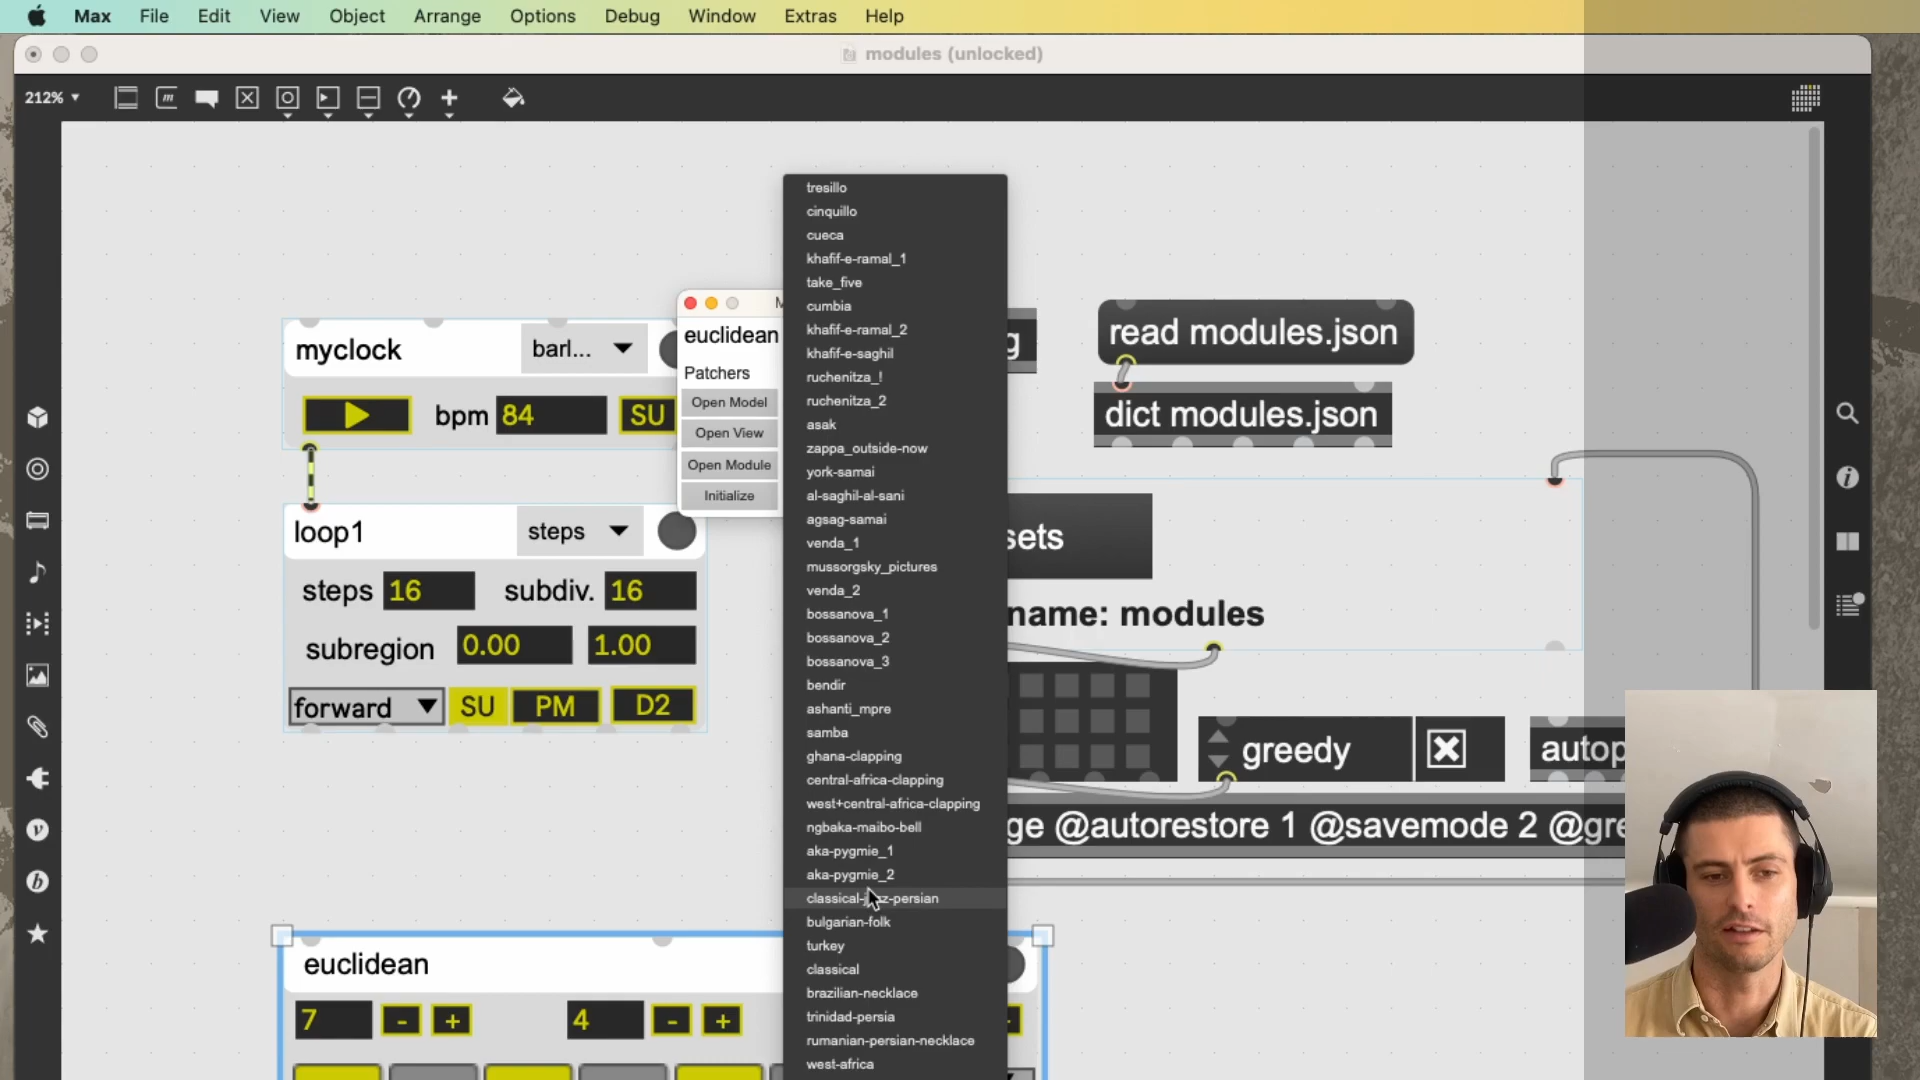 Max File Edit View Object Arrange Options Debug Window Extras Help
modules (unlocked)
212%
tresillo
cinquillo
cueca
khafif-e-ramal_1
take_five
cumbia
khafif-e-ramal_2
khafif-e-saghil
ruchenitza_!
ruchenitza_2
asak
zappa_outside-now
york-samai
al-saghil-al-sani
agsag-samai
venda_1
mussorgsky_pictures
venda_2
bossanova_1
bossanova_2
bossanova_3
bendir
ashanti_mpre
samba
ghana-clapping
central-africa-clapping
west+central-africa-clapping
ngbaka-maibo-bell
aka-pygmie_1
aka-pygmie_2
bulgarian-folk
turkey
classical
brazilian-necklace
trinidad-persia
rumanian-persian-necklace
west-africa
euclidean
Patchers
Open Model
Open View
Open Module
Initialize
myclock barl...
bpm 84 SU
loop1 steps
steps 16 subdiv. 16
subregion 0.00 1.00
forward SU PM D2
read modules.json
dict modules.json
sets
name: modules
greedy autop
ge @autorestore 1 @savemode 2 @gre
euclidean
7 - + 4 - +